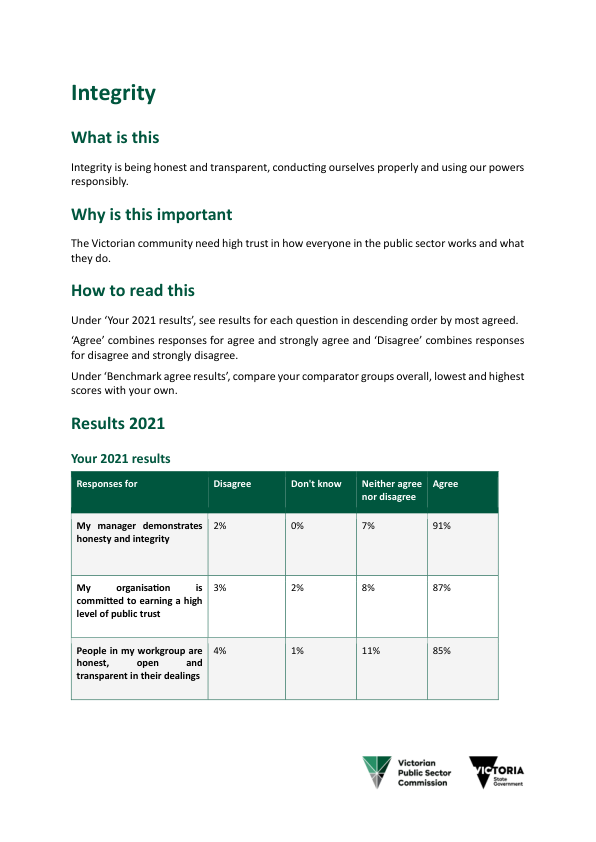 Integrity
What is this
Integrity is being honest and transparent, conducting ourselves properly and using our powers
responsibly.
Why is this important
The Victorian community need high trust in how everyone in the public sector works and what
they do.
How to read this
Under ‘Your 2021 results’, see results for each question in descending order by most agreed.
‘Agree’ combines responses for agree and strongly agree and ‘Disagree’ combines responses
for disagree and strongly disagree.
Under ‘Benchmark agree results’, compare your comparator groups overall, lowest and highest
scores with your own.
Results 2021
Your 2021 results
Responses for Disagree Don't know Neither agree Agree
nor disagree
My manager demonstrates 2% 0% 7% 91%
honesty and integrity
My organisation is 3% 2% 8% 87%
committed to earning a high
level of public trust
People in my workgroup are 4% 1% 11% 85%
honest, open and
transparent in their dealings
Victorian
Public Sector
Commission
VICTORIA
State
Government